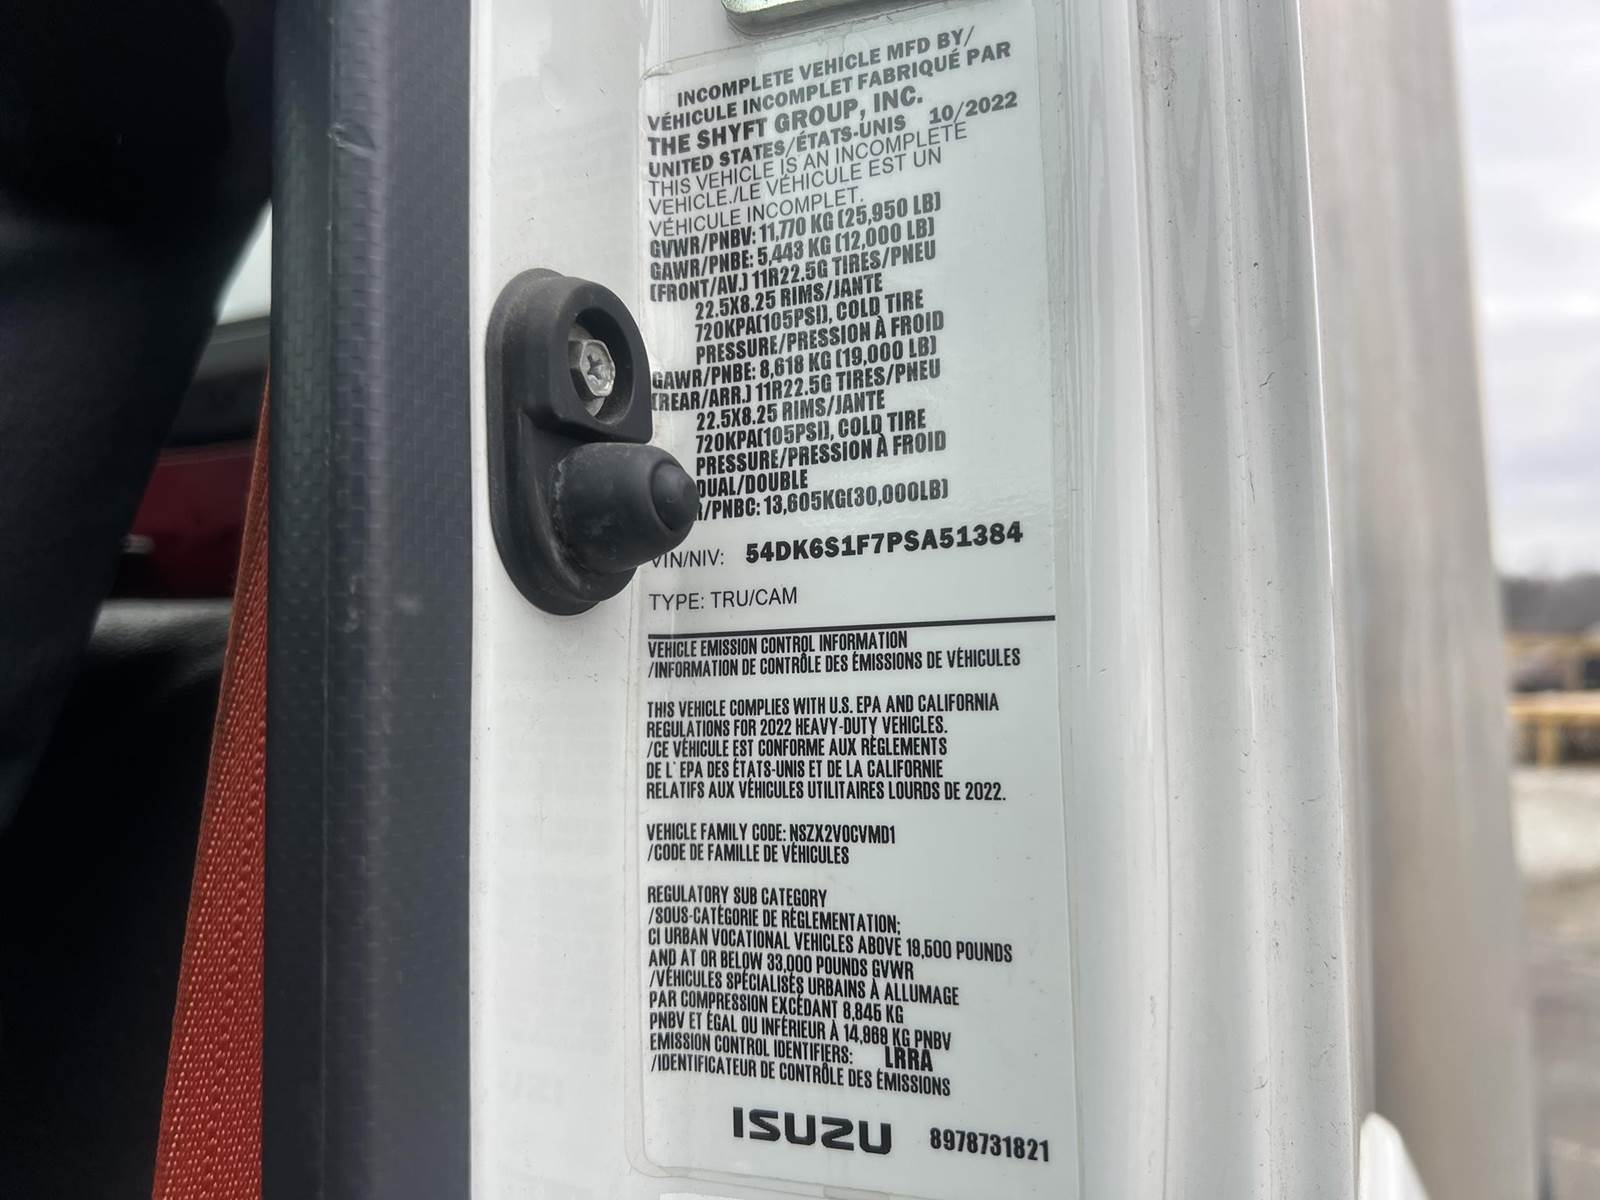 INCOMPLETE VEHICLE MFD BY/
VÉHICULE INCOMPLET FABRIQUÉ PAR
THE SHYFT GROUP, INC.
UNITED STATES/ÉTATS-UNIS 10/2022
THIS VEHICLE IS AN INCOMPLETE
VEHICLE./LE VÉHICULE EST UN
VÉHICULE INCOMPLET.
GVWR/PNBV: 11,770 KG (25,950 LB)
GAWR/PNBE: 5,443 KG (12,000 LB)
(FRONT/AV.) 11R22.5G TIRES/PNEU
22.5X8.25 RIMS/JANTE
720KPA(105PSI), COLD TIRE
PRESSURE/PRESSION À FROID
GAWR/PNBE: 8,618 KG (19,000 LB)
(REAR/ARR.) 11R22.5G TIRES/PNEU
22.5X8.25 RIMS/JANTE
720KPA(105PSI), COLD TIRE
PRESSURE/PRESSION À FROID
DUAL/DOUBLE
R/PNBC: 13,605KG(30,000LB)
VIN/NIV: 54DK6S1F7PSA51384
TYPE: TRU/CAM
VEHICLE EMISSION CONTROL INFORMATION
/INFORMATION DE CONTRÔLE DES ÉMISSIONS DE VÉHICULES
THIS VEHICLE COMPLIES WITH U.S. EPA AND CALIFORNIA
REGULATIONS FOR 2022 HEAVY-DUTY VEHICLES.
/CE VÉHICULE EST CONFORME AUX RÈGLEMENTS
DE L' EPA DES ÉTATS-UNIS ET DE LA CALIFORNIE
RELATIFS AUX VÉHICULES UTILITAIRES LOURDS DE 2022.
VEHICLE FAMILY CODE: NSZX2VOCVMD1
/CODE DE FAMILLE DE VÉHICULES
REGULATORY SUB CATEGORY
/SOUS-CATÉGORIE DE RÉGLEMENTATION;
CI URBAN VOCATIONAL VEHICLES ABOVE 19,500 POUNDS
AND AT OR BELOW 33,000 POUNDS GVWR
/VÉHICULES SPÉCIALISÉS URBAINS À ALLUMAGE
PAR COMPRESSION EXCÉDANT 8,845 KG
PNBV ET ÉGAL OU INFÉRIEUR À 14,969 KG PNBV
EMISSION CONTROL IDENTIFIERS: LRRA
/IDENTIFICATEUR DE CONTRÔLE DES ÉMISSIONS
ISUZU 8978731821